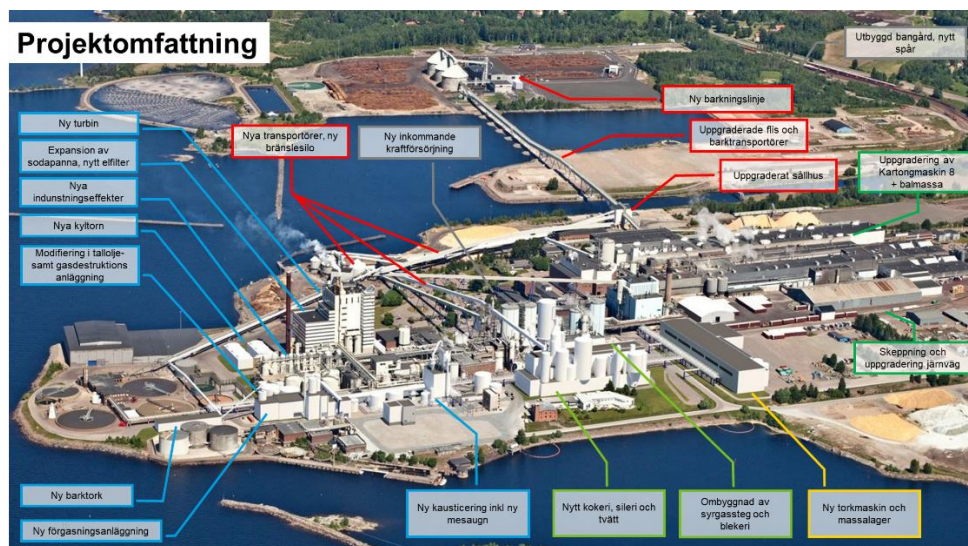 Projektomfattning
Utbyggd bangård, nytt
spår
Ny barkningslinje
Ny turbin
Nya transportörer, ny
bränslesilo
Ny inkommande
kraftförsörjning
Uppgraderade flis och
barktransportörer
Expansion av
sodapanna, nytt elfilter
Uppgraderat sållhus
Uppgradering av
Kartongmaskin 8
+ balmassa
Nya
indunstningseffekter
Nya kyltorn
Modifiering i tallolje-
samt gasdestruktions
anläggning
Skeppning och
uppgradering järnväg
Ny barktork
Ny förgasningsanläggning
Ny kausticering inkl ny
mesaugn
Nytt kokeri, sileri och
tvätt
Ombyggnad av
syrgassteg och
blekeri
Ny torkmaskin och
massalager